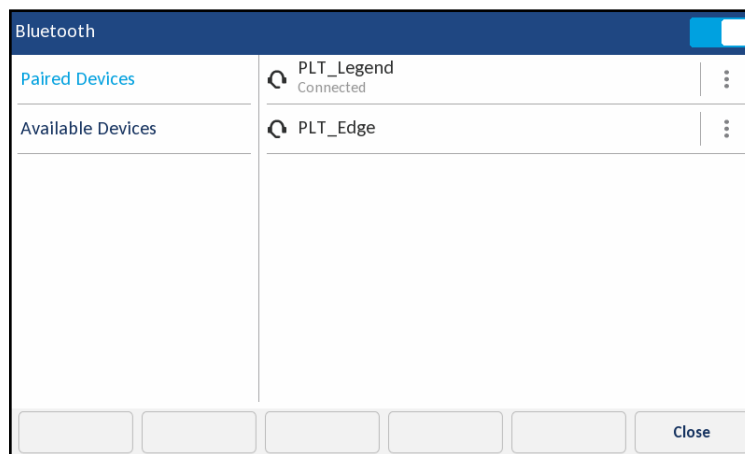 Bluetooth
Paired Devices
Available Devices
PLT_Legend
Connected
PLT_Edge
Close